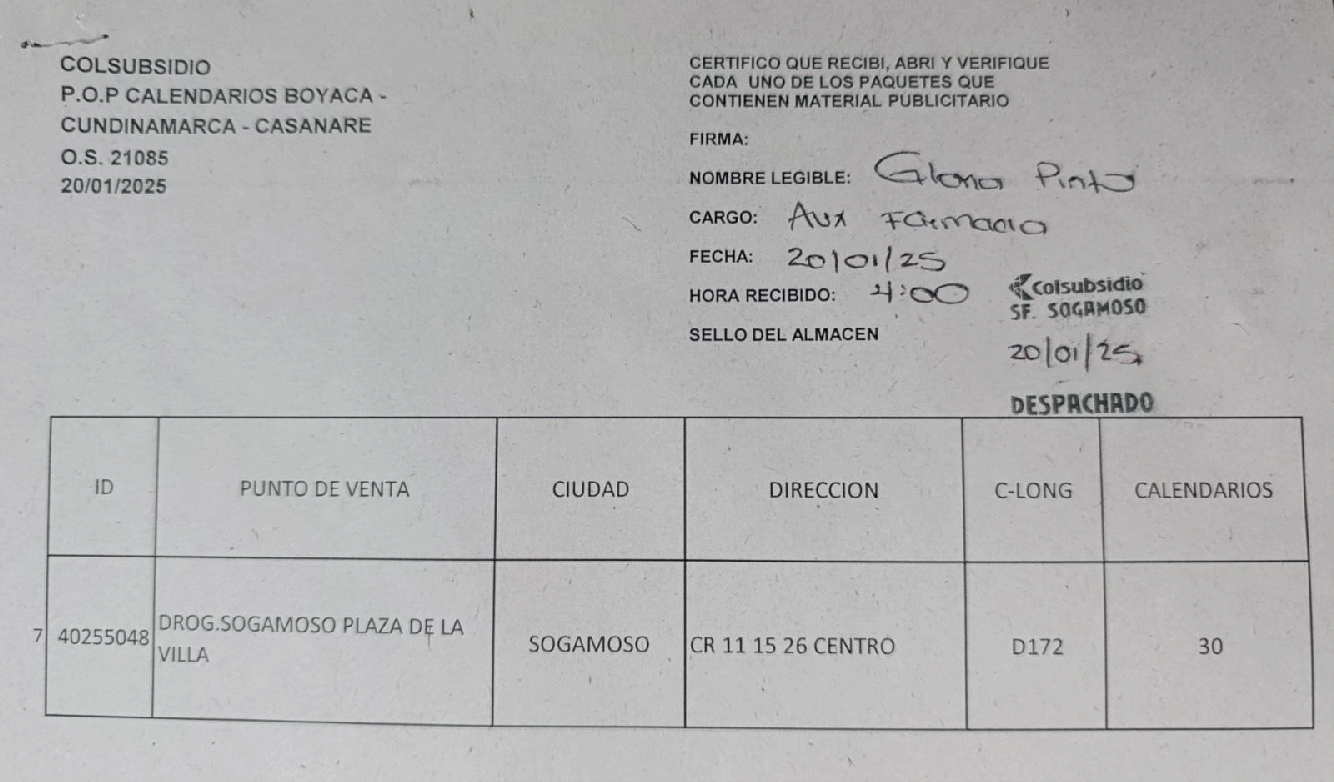 COLSUBSIDIO
P.O.P CALENDARIOS BOYACA -
CUNDINAMARCA - CASANARE
O.S. 21085
20/01/2025
CERTIFICO QUE RECIBI, ABRI Y VERIFIQUE
CADA UNO DE LOS PAQUETES QUE
CONTIENEN MATERIAL PUBLICITARIO
FIRMA:
NOMBRE LEGIBLE: Gloria Pinto
CARGO: Aux Farmacia
FECHA: 20/01/25
HORA RECIBIDO: 4:00
SELLO DEL ALMACEN
Colsubsidio
SF. SOGAMOSO
20/01/25
DESPACHADO
ID PUNTO DE VENTA CIUDAD DIRECCION C-LONG CALENDARIOS
7 40255048 DROG.SOGAMOSO PLAZA DE LA
VILLA SOGAMOSO CR 11 15 26 CENTRO D172 30